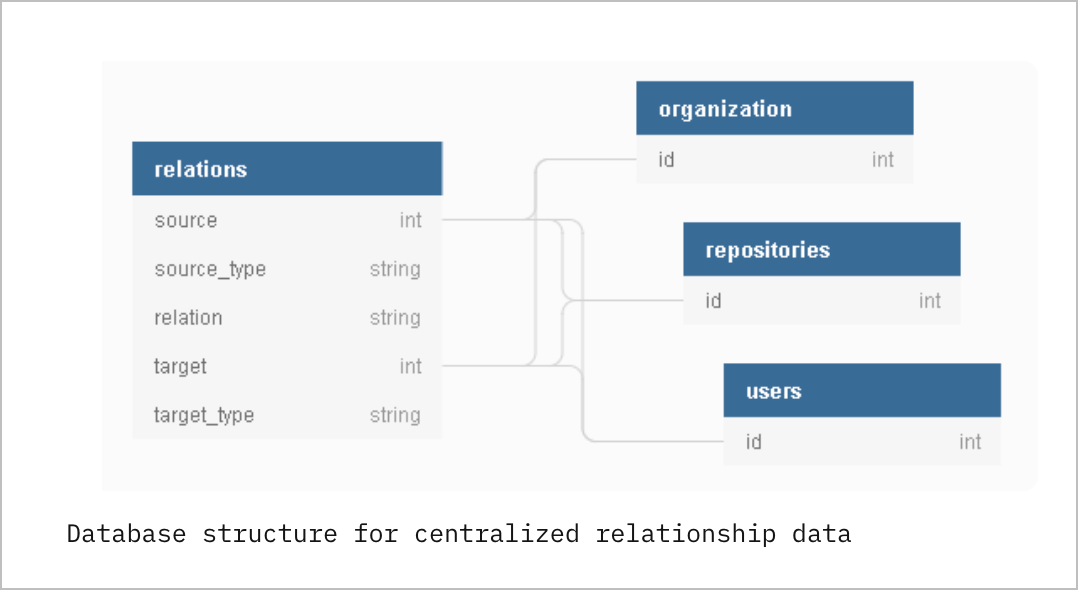 relations
source int
source_type string
relation string
target int
target_type string
organization
id int
repositories
id int
users
id int
Database structure for centralized relationship data